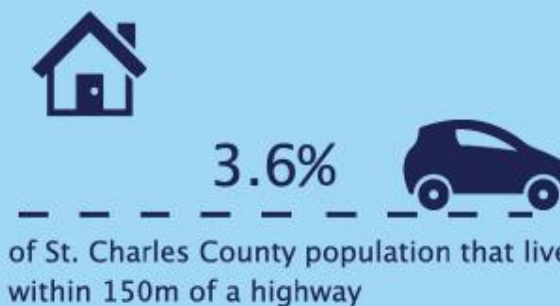 3.6%
of St. Charles County population that live
within 150m of a highway